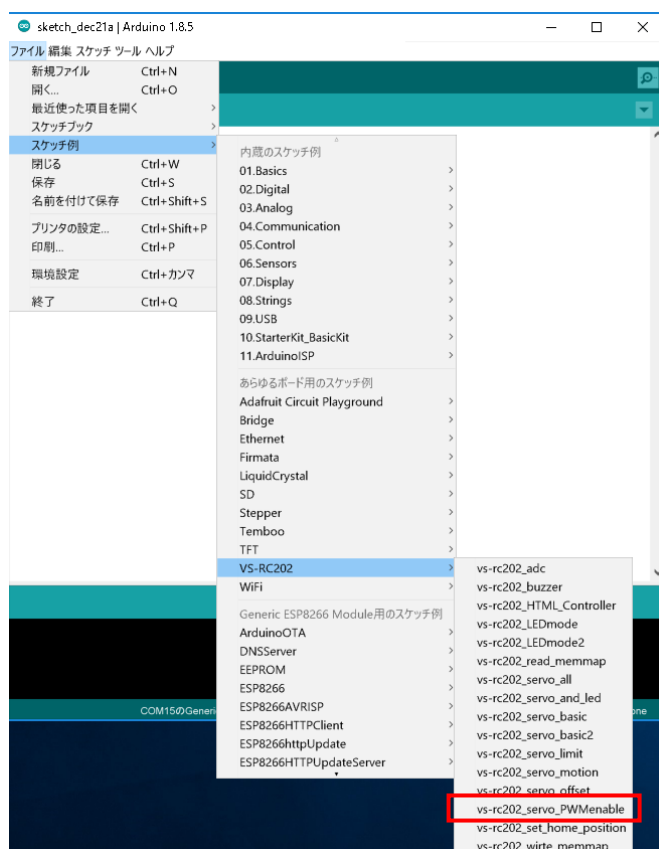 sketch_dec21a | Arduino 1.8.5
ファイル 編集 スケッチ ツール ヘルプ
新規ファイル Ctrl+N
開く... Ctrl+O
最近使った項目を開く
スケッチブック
スケッチ例
閉じる Ctrl+W
保存 Ctrl+S
名前を付けて保存 Ctrl+Shift+S
プリンタの設定... Ctrl+Shift+P
印刷... Ctrl+P
環境設定 Ctrl+カンマ
終了 Ctrl+Q
内蔵のスケッチ例
01.Basics
02.Digital
03.Analog
04.Communication
05.Control
06.Sensors
07.Display
08.Strings
09.USB
10.StarterKit_BasicKit
11.ArduinoISP
あらゆるボード用のスケッチ例
Adafruit Circuit Playground
Bridge
Ethernet
Firmata
LiquidCrystal
SD
Stepper
Temboo
TFT
VS-RC202
WiFi
Generic ESP8266 Module用のスケッチ例
ArduinoOTA
DNSServer
EEPROM
ESP8266
ESP8266AVRISP
ESP8266HTTPClient
ESP8266httpUpdate
ESP8266HTTPUpdateServer
vs-rc202_adc
vs-rc202_buzzer
vs-rc202_HTML_Controller
vs-rc202_LEDmode
vs-rc202_LEDmode2
vs-rc202_read_memmap
vs-rc202_servo_all
vs-rc202_servo_and_led
vs-rc202_servo_basic
vs-rc202_servo_basic2
vs-rc202_servo_limit
vs-rc202_servo_motion
vs-rc202_servo_offset
vs-rc202_servo_PWMenable
vs-rc202_set_home_position
vs-rc202_wirte_memmap
COM15のGeneri
one